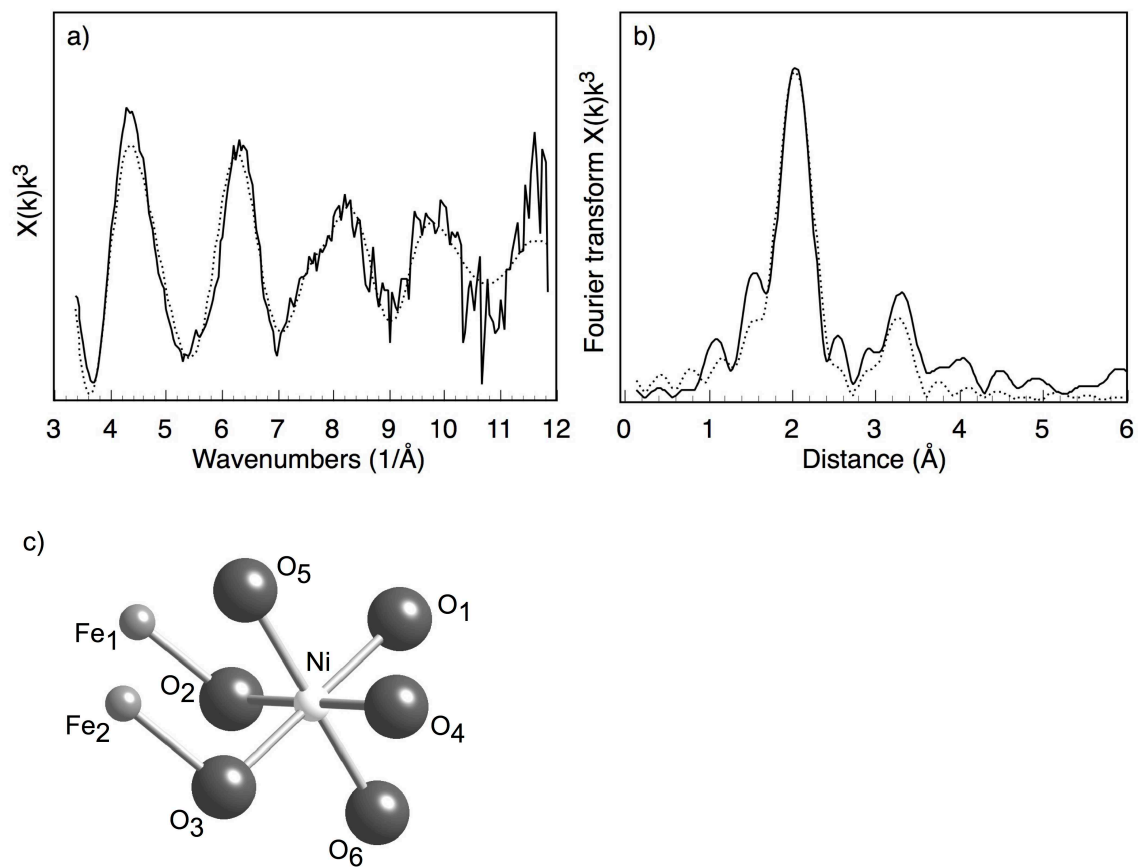 a)
X(k)k³
3 4 5 6 7 8 9 10 11 12
Wavenumbers (1/Å)
b)
Fourier transform X(k)k³
0 1 2 3 4 5 6
Distance (Å)
c)
O₅
O₁
Fe₁
Ni
O₂
Fe₂
O₄
O₃
O₆